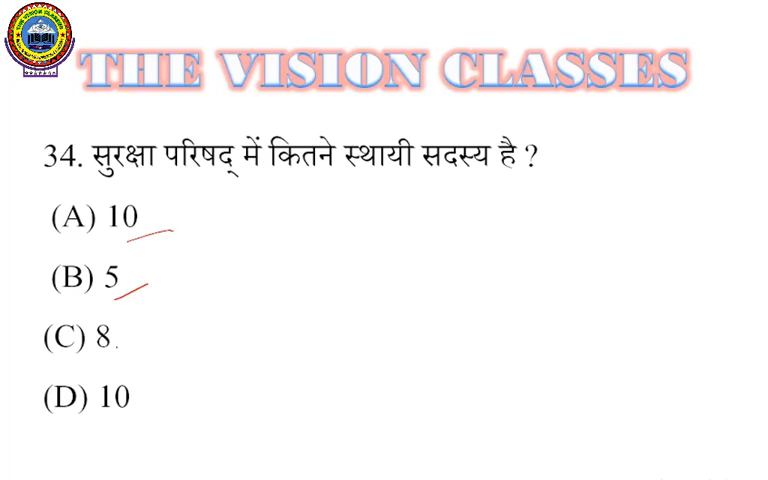 THE VISION CLASSES
34. सुरक्षा परिषद् में कितने स्थायी सदस्य है ?
(A) 10
(B) 5
(C) 8
(D) 10